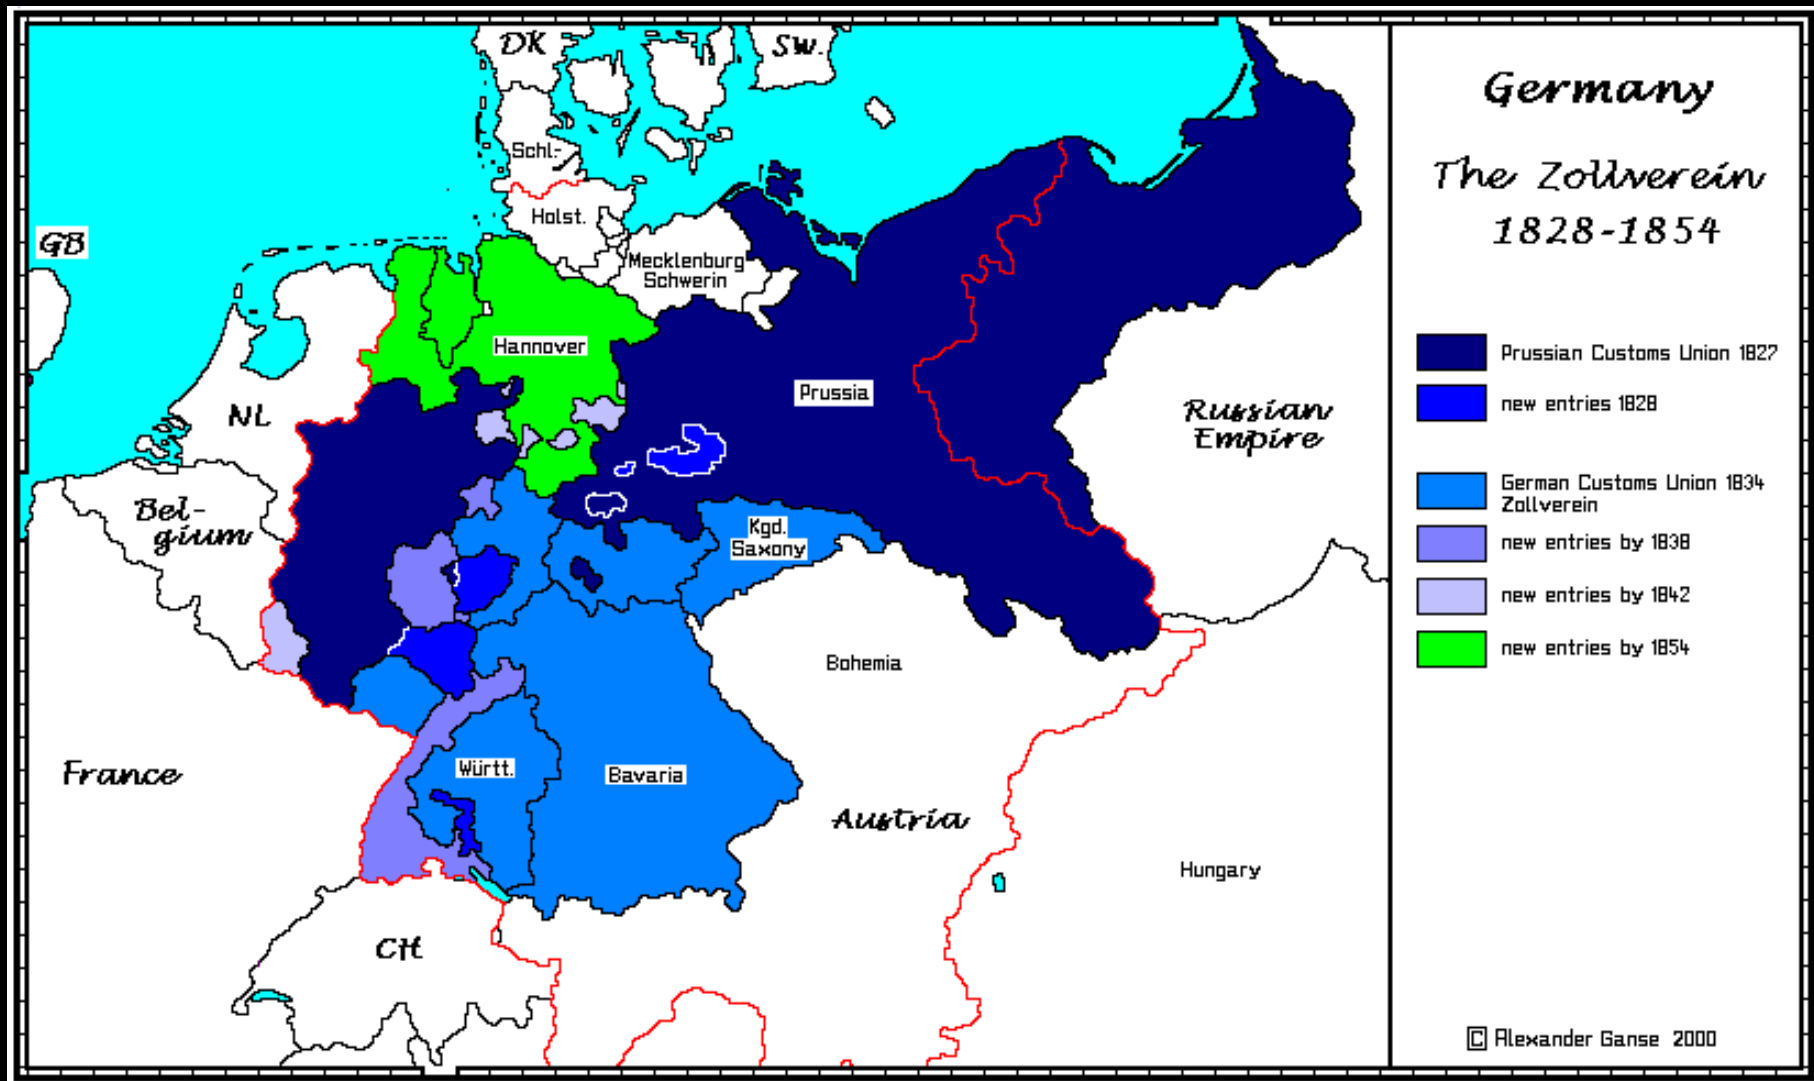 DK
Sw.
Schl.-
Holst.
GB
Mecklenburg
Schwerin
Hannover
Prussia
NL
Russian
Empire
Bel-
gium
Kgd.
Saxony
Bohemia
France
Württ.
Bavaria
Austria
Hungary
CH
Germany
The Zollverein
1828-1854
Prussian Customs Union 1827
new entries 1828
German Customs Union 1834
Zollverein
new entries by 1838
new entries by 1842
new entries by 1854
C Alexander Ganse 2000